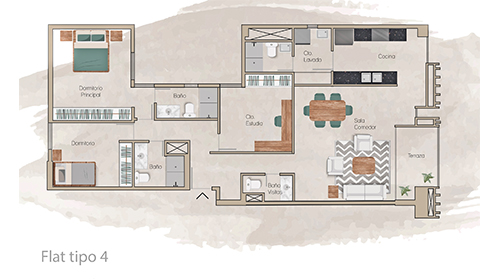 Dormitorio
Principal
Baño
Cto.
Lavado
Cocina
Cto.
Estudio
Sala
Comedor
Dormitorio
Baño
Baño
Visitas
Terraza
Flat tipo 4